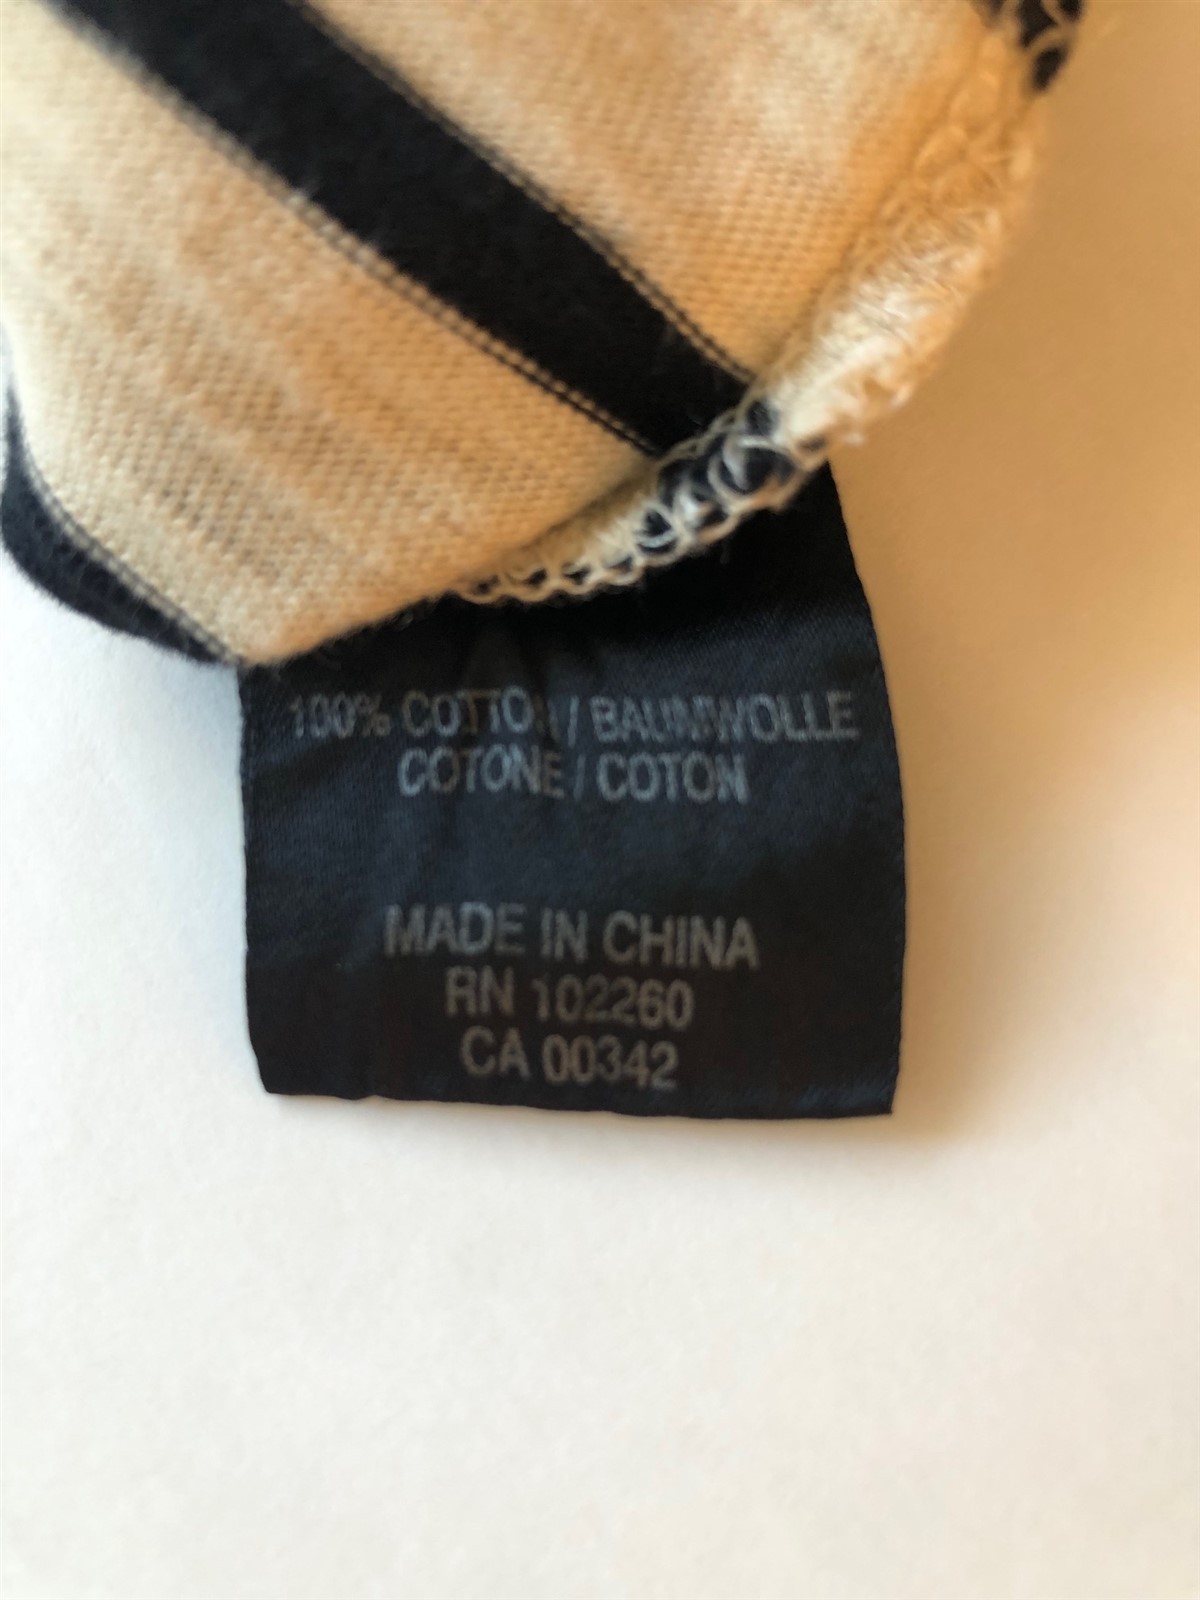 100% COTTON / BAUMWOLLE
COTONE / COTON
MADE IN CHINA
RN 102260
CA 00342